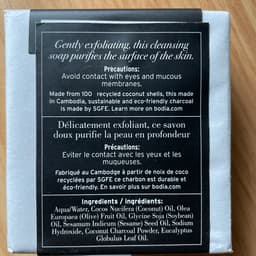 Gently exfoliating, this cleansing
soap purifies the surface of the skin.
Précautions:
Avoid contact with eyes and mucous
membranes.
Made from 100 recycled coconut shells, this made
in Cambodia, sustainable and eco-friendly charcoal
is made by SGFE. Learn more on bodia.com
Délicatement exfoliant, ce savon
doux purifie la peau en profondeur
Précautions:
Eviter le contact avec les yeux et les
muqueuses.
Fabriqué au Cambodge à partir de noix de coco
recyclées par SGFE ce charbon est durable et
éco-friendly. En savoir plus sur bodia.com
Ingredients / ingrédients:
Aqua/Water, Cocos Nucifera (Coconut) Oil, Olea
Europara (Olive) Fruit Oil, Glycine Soja (Soybean)
Oil, Sesamum Indicum (Sesame) Seed Oil, Sodium
Hydroxide, Coconut Charcoal Powder, Eucalyptus
Globulus Leaf Oil.